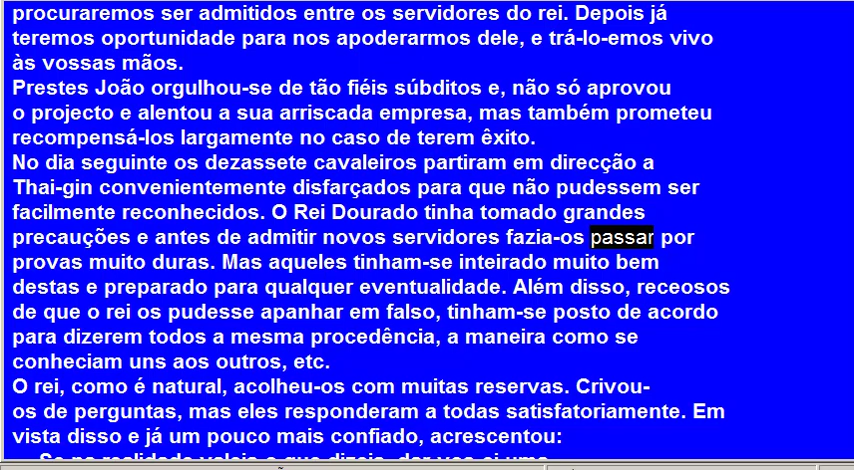 procuraremos ser admitidos entre os servidores do rei. Depois já
teremos oportunidade para nos apoderarmos dele, e trá-lo-emos vivo
às vossas mãos.
Prestes João orgulhou-se de tão fiéis súbditos e, não só aprovou
o projecto e alentou a sua arriscada empresa, mas também prometeu
recompensá-los largamente no caso de terem êxito.
No dia seguinte os dezassete cavaleiros partiram em direcção a
Thai-gin convenientemente disfarçados para que não pudessem ser
facilmente reconhecidos. O Rei Dourado tinha tomado grandes
precauções e antes de admitir novos servidores fazia-os passar por
provas muito duras. Mas aqueles tinham-se inteirado muito bem
destas e preparado para qualquer eventualidade. Além disso, receosos
de que o rei os pudesse apanhar em falso, tinham-se posto de acordo
para dizerem todos a mesma procedência, a maneira como se
conheciam uns aos outros, etc.
O rei, como é natural, acolheu-os com muitas reservas. Crivou-
os de perguntas, mas eles responderam a todas satisfatoriamente. Em
vista disso e já um pouco mais confiado, acrescentou: